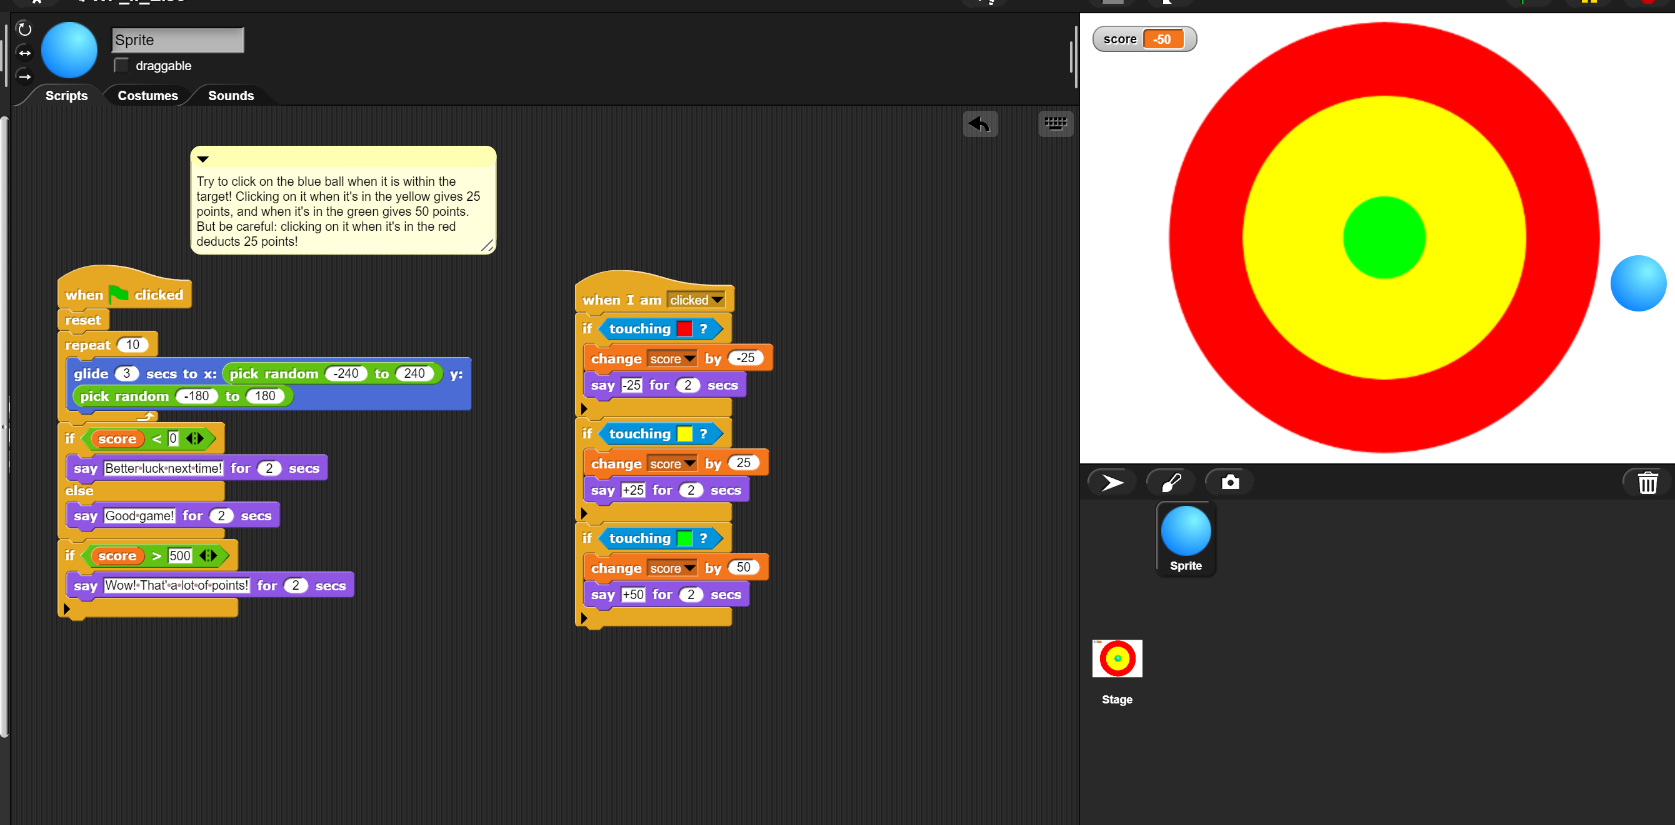 Sprite
draggable
Scripts
Costumes
Sounds
Try to click on the blue ball when it is within the
target! Clicking on it when it's in the yellow gives 25
points, and when it's in the green gives 50 points.
But be careful: clicking on it when it's in the red
deducts 25 points!
when clicked
reset
repeat 10
glide 3 secs to x: pick random -240 to 240 y:
pick random -180 to 180
if score < 0
say Better luck next time! for 2 secs
else
say Good game! for 2 secs
if score > 500
say Wow! That'a lot of points! for 2 secs
when I am clicked
if touching ?
change score by -25
say -25 for 2 secs
if touching ?
change score by 25
say +25 for 2 secs
if touching ?
change score by 50
say +50 for 2 secs
score -50
Sprite
Stage